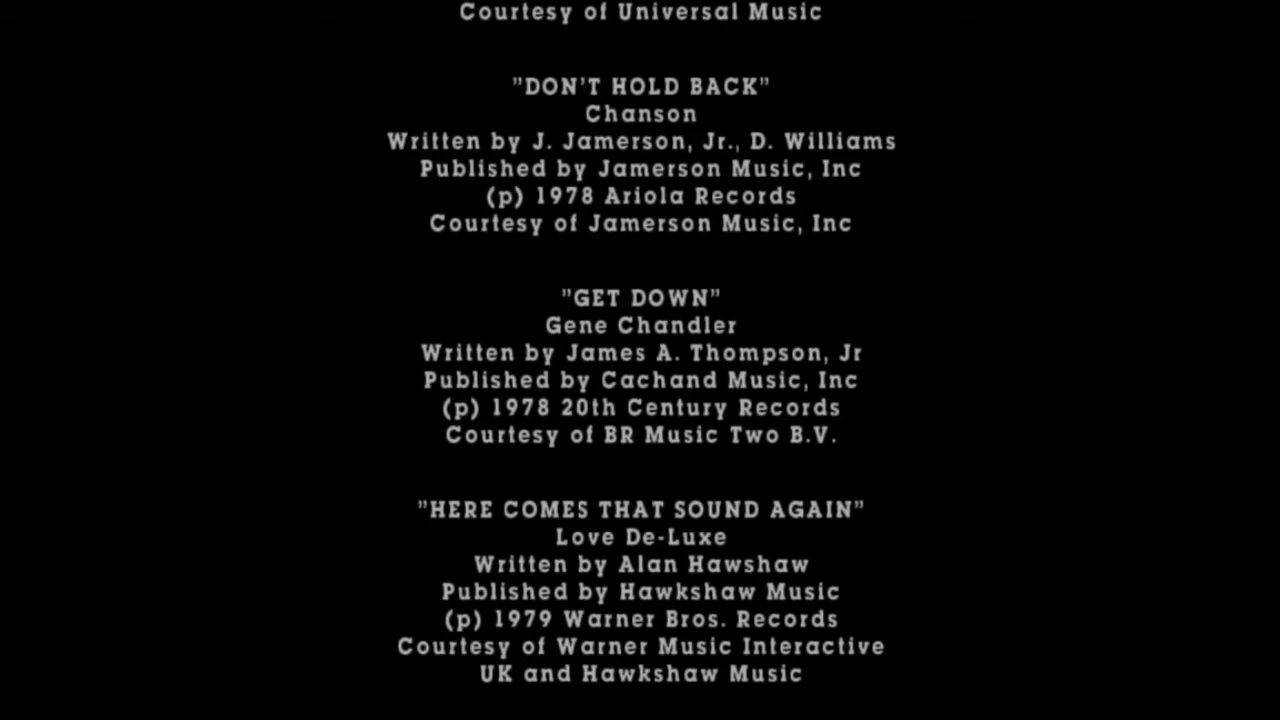 Courtesy of Universal Music
"DON'T HOLD BACK"
Chanson
Written by J. Jamerson, Jr., D. Williams
Published by Jamerson Music, Inc
(p) 1978 Ariola Records
Courtesy of Jamerson Music, Inc
"GET DOWN"
Gene Chandler
Written by James A. Thompson, Jr
Published by Cachand Music, Inc
(p) 1978 20th Century Records
Courtesy of BR Music Two B.V.
"HERE COMES THAT SOUND AGAIN"
Love De-Luxe
Written by Alan Hawshaw
Published by Hawkshaw Music
(p) 1979 Warner Bros. Records
Courtesy of Warner Music Interactive
UK and Hawkshaw Music